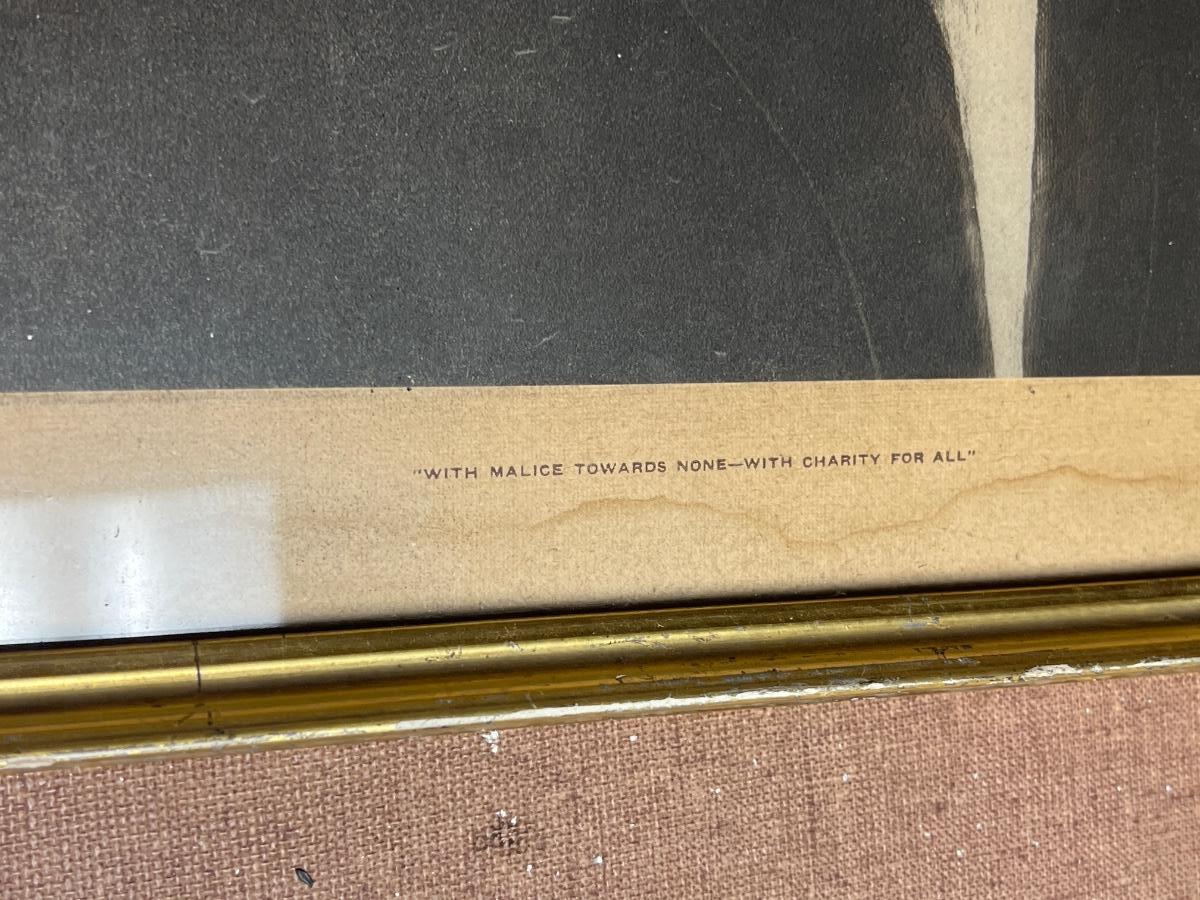 "WITH MALICE TOWARDS NONE—WITH CHARITY FOR ALL"